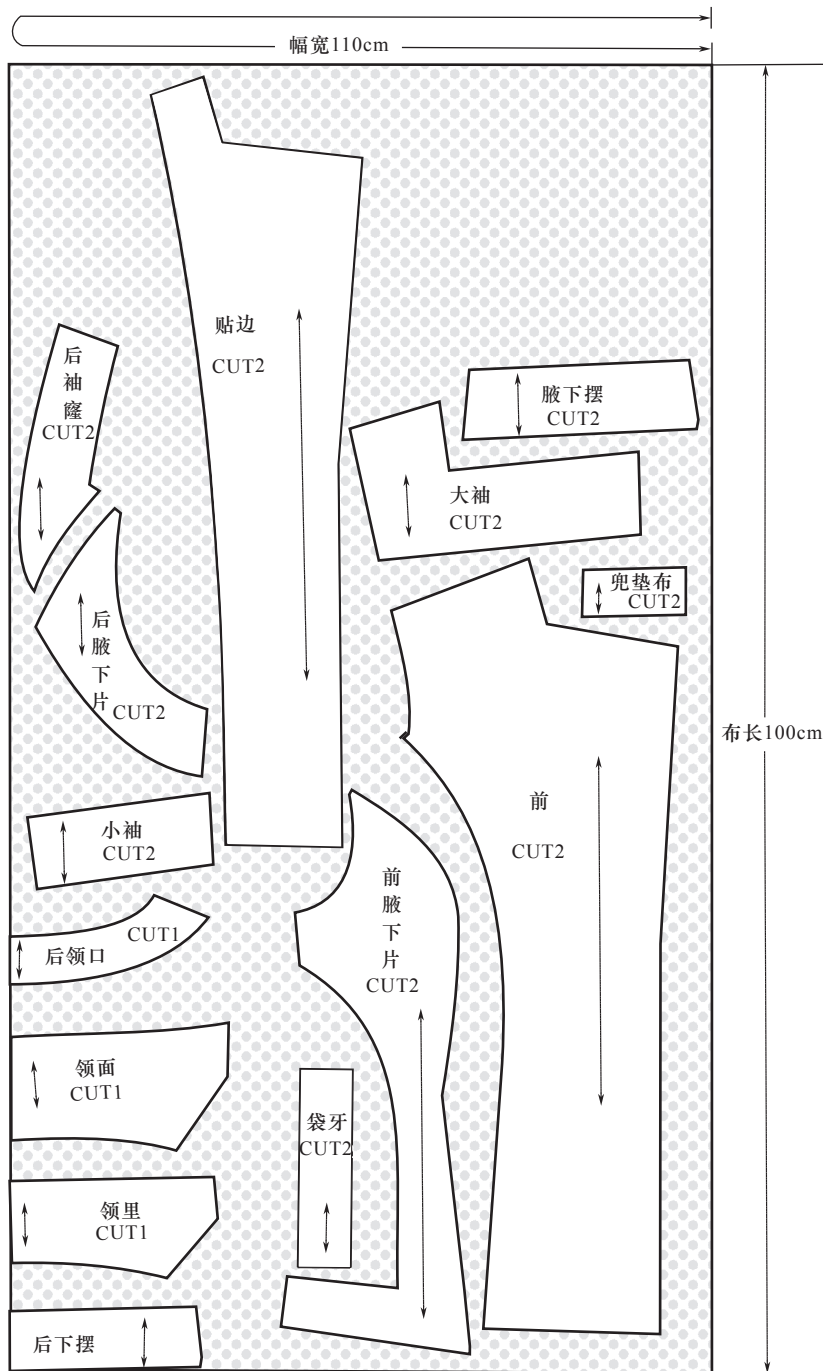 幅宽110cm
贴边
CUT2
后袖窿
CUT2
腋下摆
CUT2
大袖
CUT2
兜垫布
CUT2
后腋下片
CUT2
布长100cm
前
CUT2
小袖
CUT2
前腋下片
CUT2
CUT1
后领口
领面
CUT1
袋牙
CUT2
领里
CUT1
后下摆